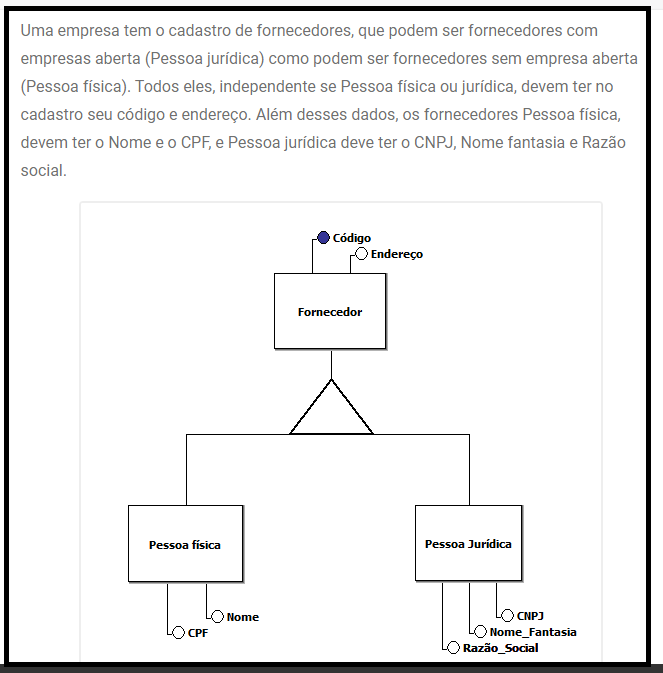 Uma empresa tem o cadastro de fornecedores, que podem ser fornecedores com
empresas aberta (Pessoa jurídica) como podem ser fornecedores sem empresa aberta
(Pessoa física). Todos eles, independente se Pessoa física ou jurídica, devem ter no
cadastro seu código e endereço. Além desses dados, os fornecedores Pessoa física,
devem ter o Nome e o CPF, e Pessoa jurídica deve ter o CNPJ, Nome fantasia e Razão
social.
Código
Endereço
Fornecedor
Pessoa física
Pessoa Jurídica
Nome
CPF
CNPJ
Nome_Fantasia
Razão_Social